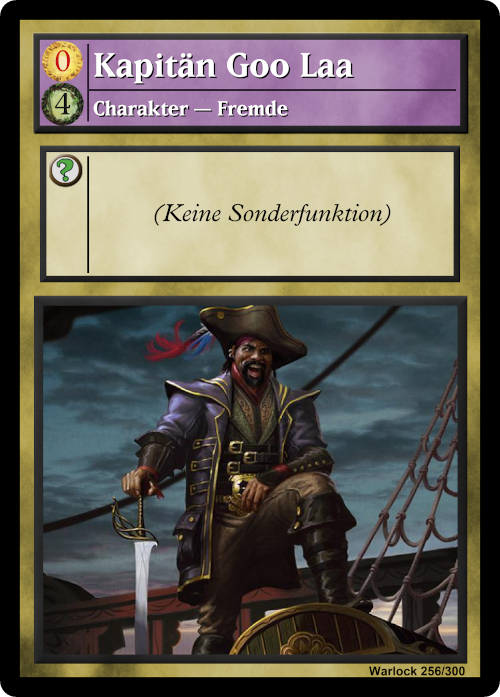 0
Kapitän Goo Laa
4
Charakter — Fremde
?
(Keine Sonderfunktion)
Warlock 256/300